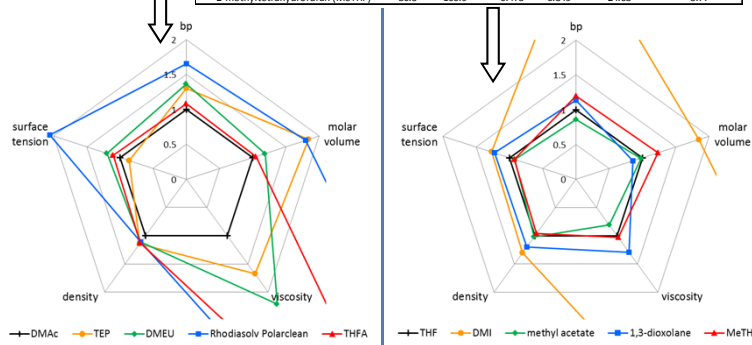 bp
2
1.5
1
0.5
0
surface
tension
molar
volume
density
viscosity
DMAc TEP DMEU Rhodiasolv Polarclean THFA
bp
2
1.5
1
0.5
0
surface
tension
molar
volume
density
viscosity
THF DMI methyl acetate 1,3-dioxolane MeTH